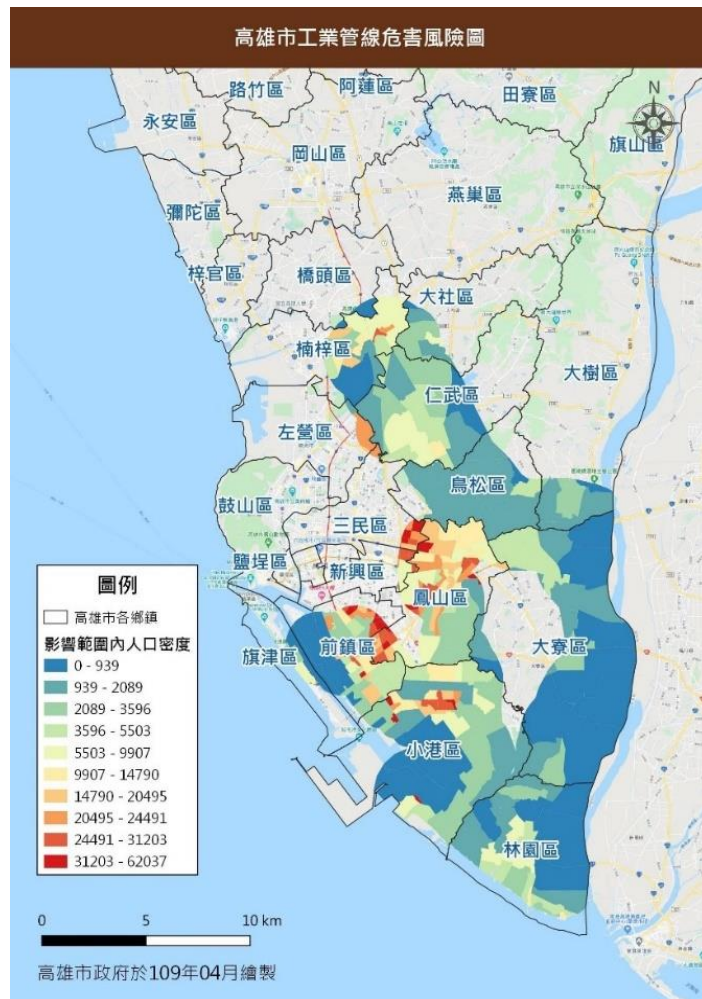 高雄市工業管線危害風險圖
路竹區
阿蓮區
田寮區
N
永安區
岡山區
旗山區
燕巢區
彌陀區
梓官區
橋頭區
大社區
楠梓區
大樹區
仁武區
左營區
鳥松區
鼓山區
三民區
鹽埕區
新興區
鳳山區
旗津區
前鎮區
大寮區
小港區
林園區
圖例
高雄市各鄉鎮
影響範圍內人口密度
0 - 939
939 - 2089
2089 - 3596
3596 - 5503
5503 - 9907
9907 - 14790
14790 - 20495
20495 - 24491
24491 - 31203
31203 - 62037
0 5 10 km
高雄市政府於109年04月繪製